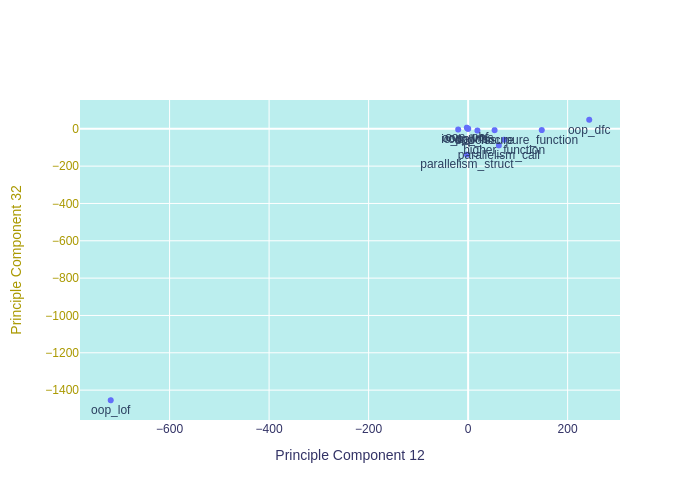 0
−200
−400
−600
−800
−1000
−1200
−1400
−600
−400
−200
0
200
Principle Component 12
Principle Component 32
oop_dfc
higher_function
parallelism_call
parallelism_struct
oop_lof